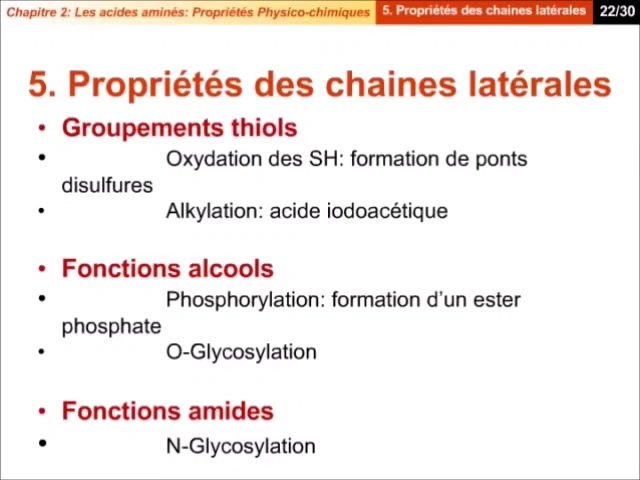 Chapitre 2: Les acides aminés: Propriétés Physico-chimiques 5. Propriétés des chaines latérales 22/30
5. Propriétés des chaines latérales
• Groupements thiols
• Oxydation des SH: formation de ponts
disulfures
• Alkylation: acide iodoacétique
• Fonctions alcools
• Phosphorylation: formation d'un ester
phosphate
• O-Glycosylation
• Fonctions amides
• N-Glycosylation